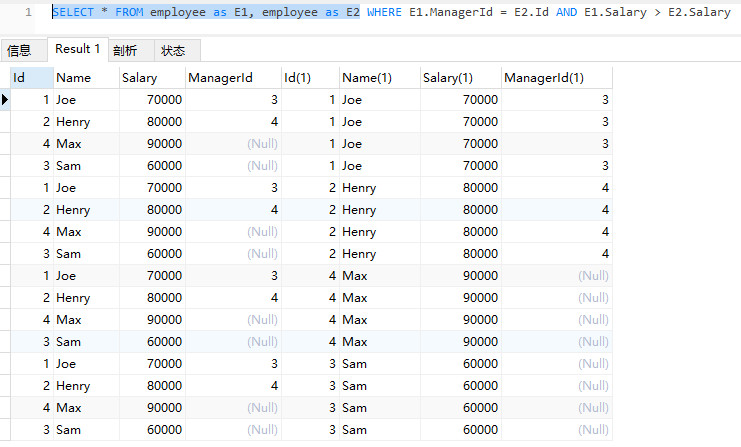 1 SELECT * FROM employee as E1, employee as E2 WHERE E1.ManagerId = E2.Id AND E1.Salary > E2.Salary
信息 Result 1 剖析 状态
Id Name Salary ManagerId Id(1) Name(1) Salary(1) ManagerId(1)
1 Joe 70000 3 1 Joe 70000 3
2 Henry 80000 4 1 Joe 70000 3
4 Max 90000 (Null) 1 Joe 70000 3
3 Sam 60000 (Null) 1 Joe 70000 3
1 Joe 70000 3 2 Henry 80000 4
2 Henry 80000 4 2 Henry 80000 4
4 Max 90000 (Null) 2 Henry 80000 4
3 Sam 60000 (Null) 2 Henry 80000 4
1 Joe 70000 3 4 Max 90000 (Null)
2 Henry 80000 4 4 Max 90000 (Null)
4 Max 90000 (Null) 4 Max 90000 (Null)
3 Sam 60000 (Null) 4 Max 90000 (Null)
1 Joe 70000 3 3 Sam 60000 (Null)
2 Henry 80000 4 3 Sam 60000 (Null)
4 Max 90000 (Null) 3 Sam 60000 (Null)
3 Sam 60000 (Null) 3 Sam 60000 (Null)